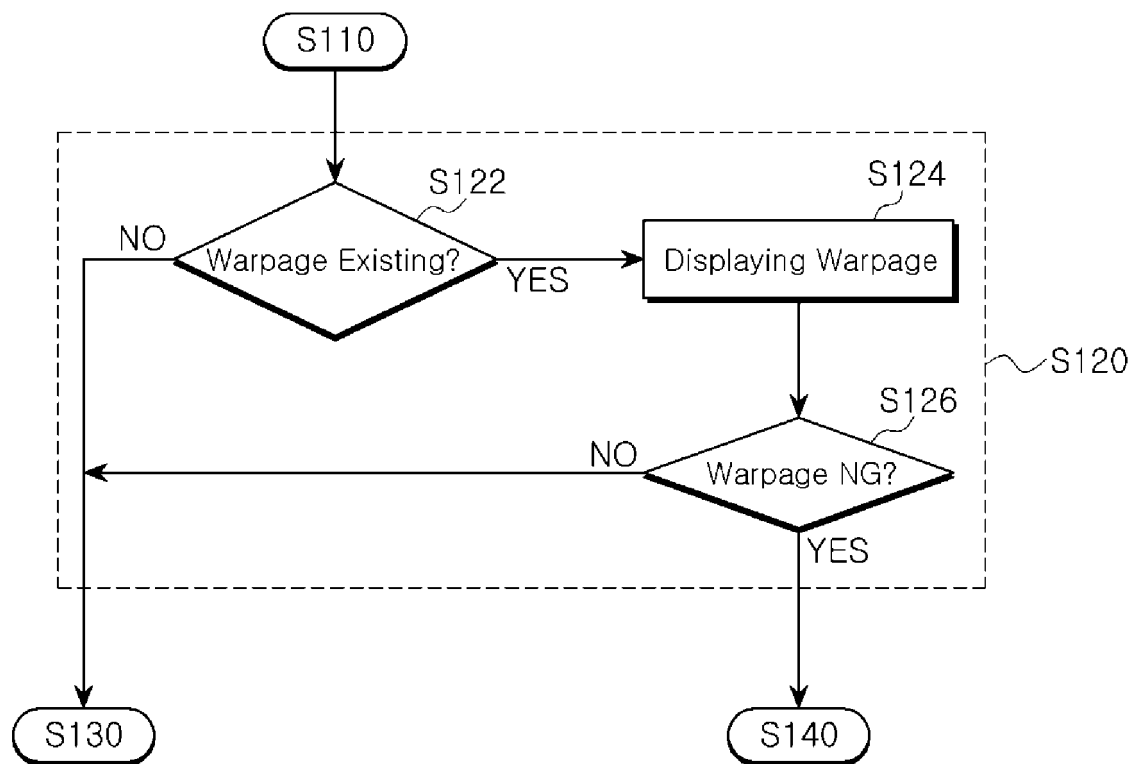 S110
S122
S124
NO
Warpage Existing?
YES
Displaying Warpage
S120
S126
NO
Warpage NG?
YES
S130
S140